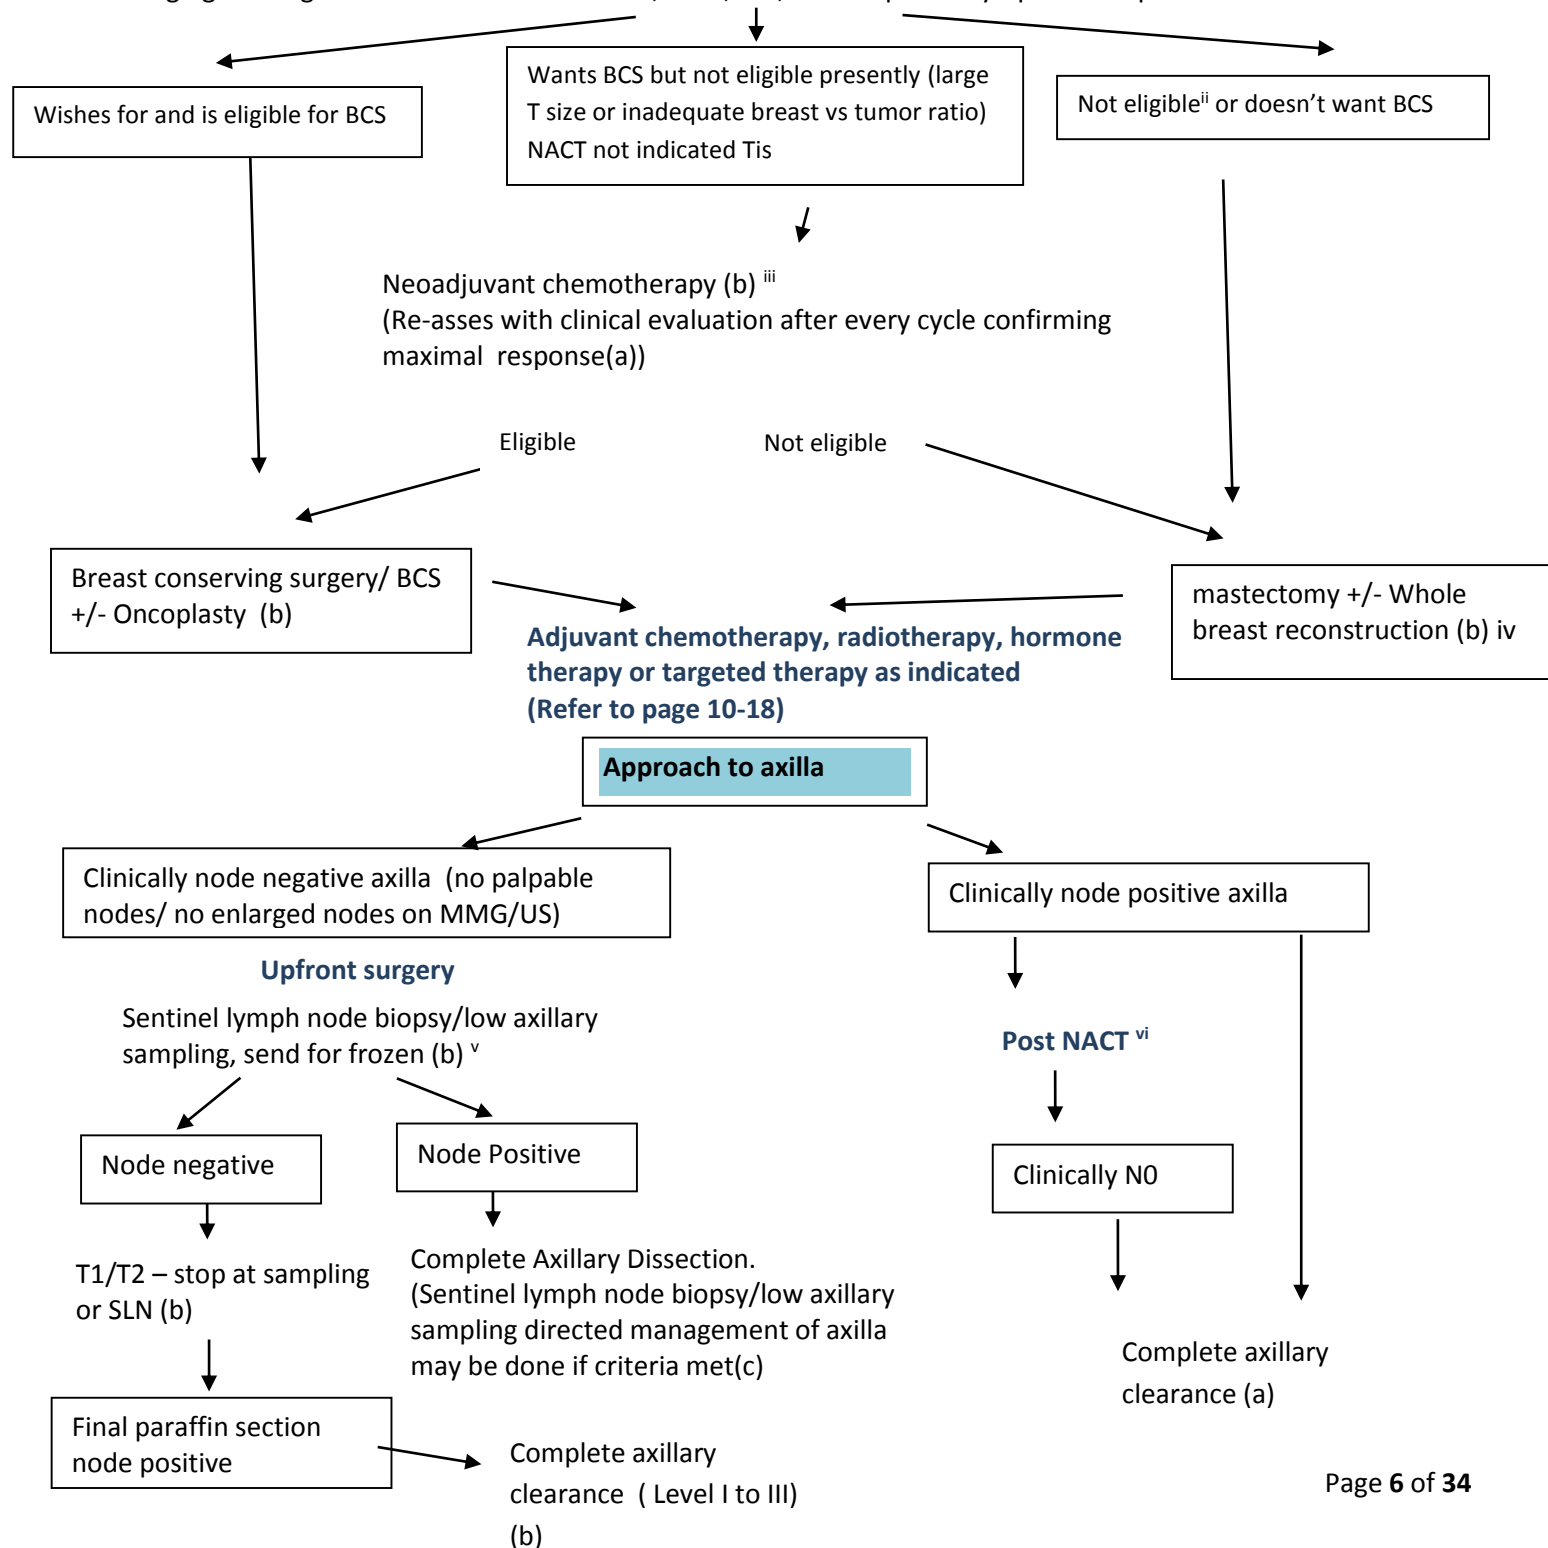 Wishes for and is eligible for BCS
Wants BCS but not eligible presently (large
T size or inadequate breast vs tumor ratio)
NACT not indicated Tis
Not eligibleⁱⁱ or doesn’t want BCS
Neoadjuvant chemotherapy (b) ⁱⁱⁱ
(Re-asses with clinical evaluation after every cycle confirming
maximal response(a))
Eligible
Not eligible
Breast conserving surgery/ BCS
+/- Oncoplasty (b)
mastectomy +/- Whole
breast reconstruction (b) iv
Adjuvant chemotherapy, radiotherapy, hormone
therapy or targeted therapy as indicated
(Refer to page 10-18)
Approach to axilla
Clinically node negative axilla (no palpable
nodes/ no enlarged nodes on MMG/US)
Clinically node positive axilla
Upfront surgery
Sentinel lymph node biopsy/low axillary
sampling, send for frozen (b) ᵛ
Post NACT ᵛⁱ
Node negative
Node Positive
Clinically N0
T1/T2 – stop at sampling
or SLN (b)
Complete Axillary Dissection.
(Sentinel lymph node biopsy/low axillary
sampling directed management of axilla
may be done if criteria met(c)
Complete axillary
clearance (a)
Final paraffin section
node positive
Complete axillary
clearance ( Level I to III)
(b)
Page 6 of 34